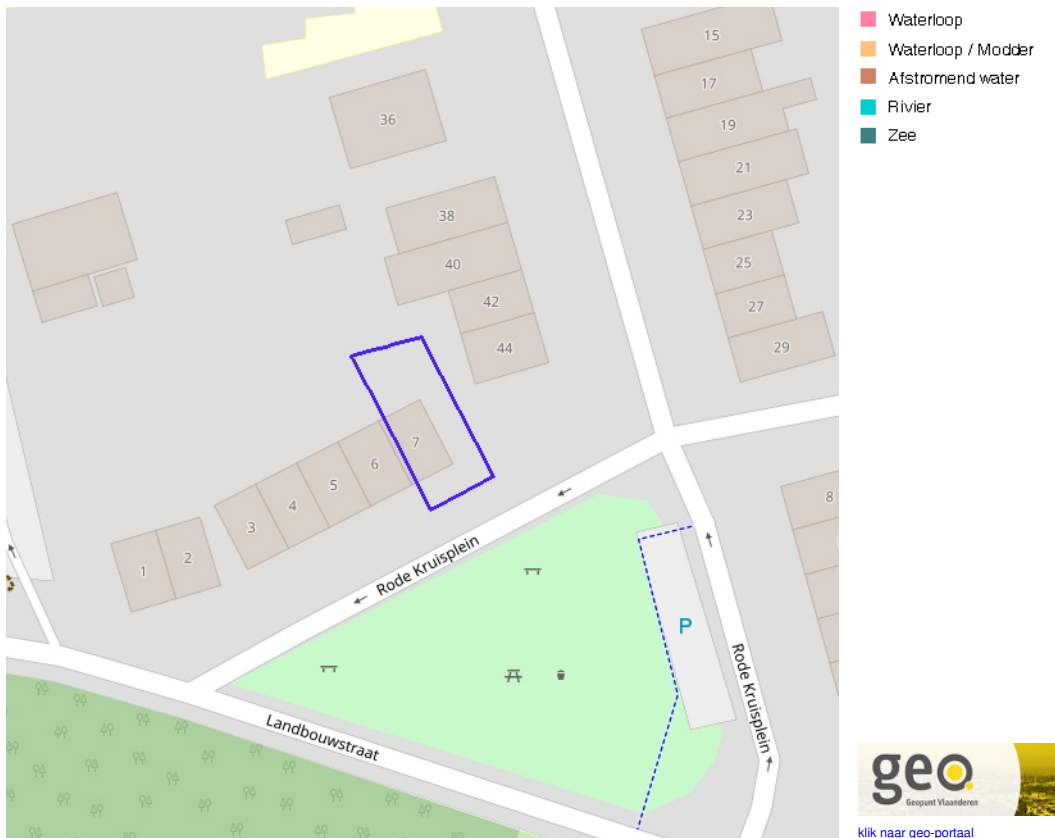 15
17
19
21
23
25
27
29
36
38
40
42
44
7
6
5
4
3
2
1
8
Rode Kruisplein
P
Rode Kruisplein
Landbouwstraat
Waterloop
Waterloop / Modder
Afstromend water
Rivier
Zee
geo
Geopunt Vlaanderen
klik naar geo-portaal